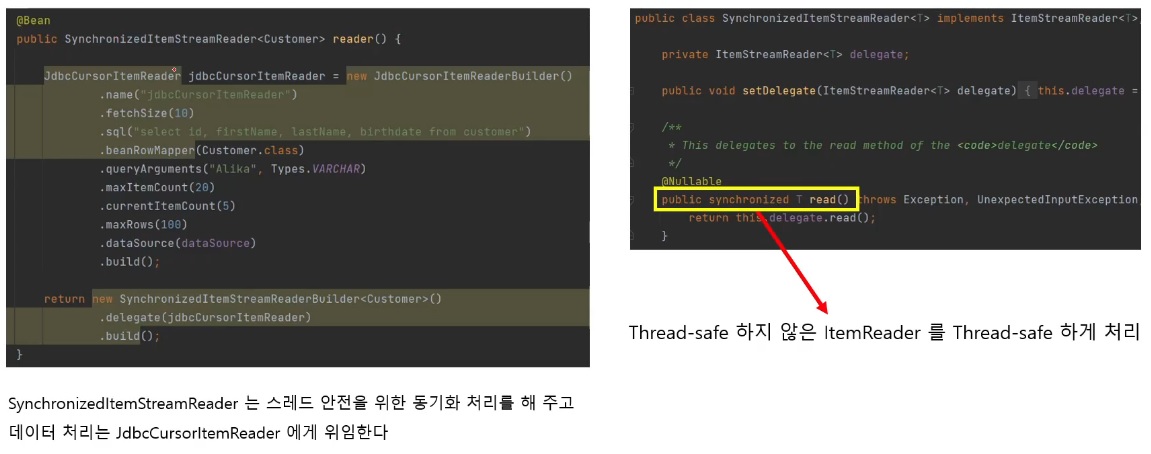 @Bean
public SynchronizedItemStreamReader<Customer> reader() {
JdbcCursorItemReader jdbcCursorItemReader = new JdbcCursorItemReaderBuilder()
.name("jdbcCursorItemReader")
.fetchSize(10)
.sql("select id, firstName, lastName, birthdate from customer")
.beanRowMapper(Customer.class)
.queryArguments("Alika", Types.VARCHAR)
.maxItemCount(20)
.currentItemCount(5)
.maxRows(100)
.dataSource(dataSource)
.build();
return new SynchronizedItemStreamReaderBuilder<Customer>()
.delegate(jdbcCursorItemReader)
.build();
}
SynchronizedItemStreamReader 는 스레드 안전을 위한 동기화 처리를 해 주고
데이터 처리는 JdbcCursorItemReader 에게 위임한다
public class SynchronizedItemStreamReader<T> implements ItemStreamReader<T>,
private ItemStreamReader<T> delegate;
public void setDelegate(ItemStreamReader<T> delegate) { this.delegate =
/**
* This delegates to the read method of the <code>delegate</code>
*/
@Nullable
public synchronized T read() throws Exception, UnexpectedInputException,
return this.delegate.read();
}
Thread-safe 하지 않은 ItemReader 를 Thread-safe 하게 처리